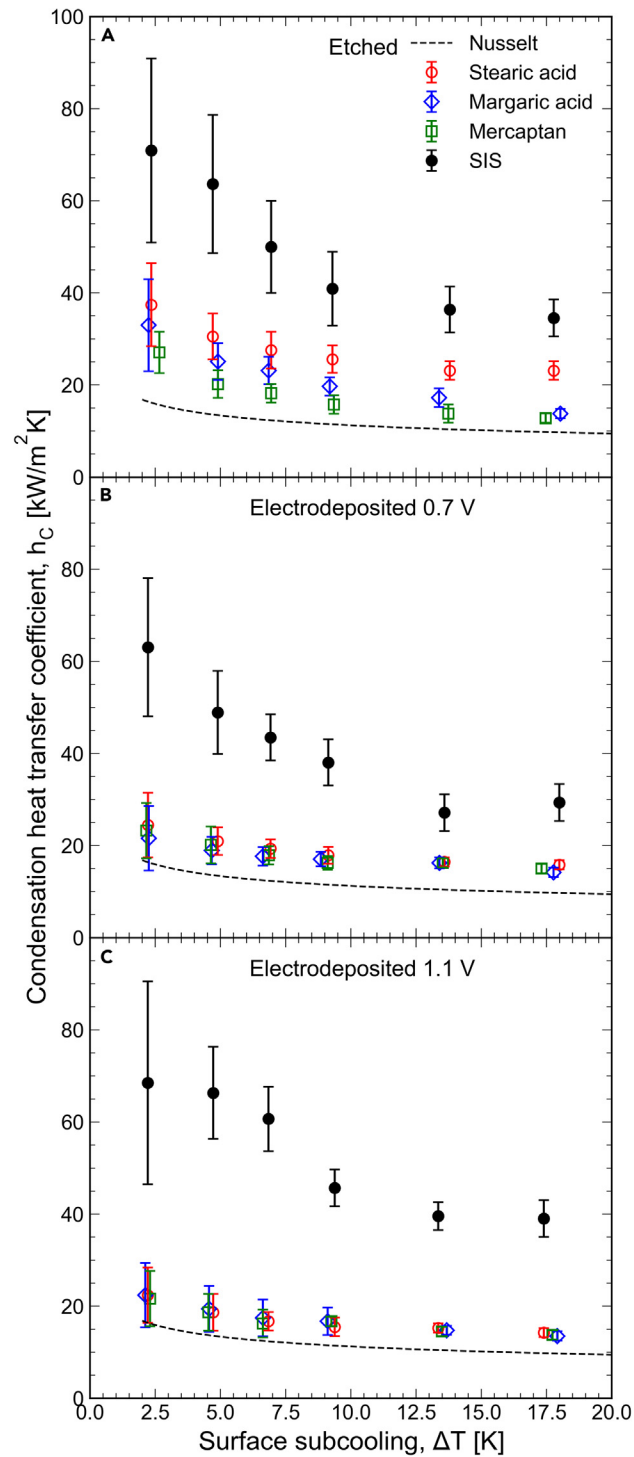 A
Etched
Nusselt
Stearic acid
Margaric acid
Mercaptan
SIS
100
80
60
40
20
0
B
Electrodeposited 0.7 V
80
60
40
20
0
C
Electrodeposited 1.1 V
80
60
40
20
0
0.0 2.5 5.0 7.5 10.0 12.5 15.0 17.5 20.0
Surface subcooling, ΔT [K]
Condensation heat transfer coefficient, h_C [kW/m² K]